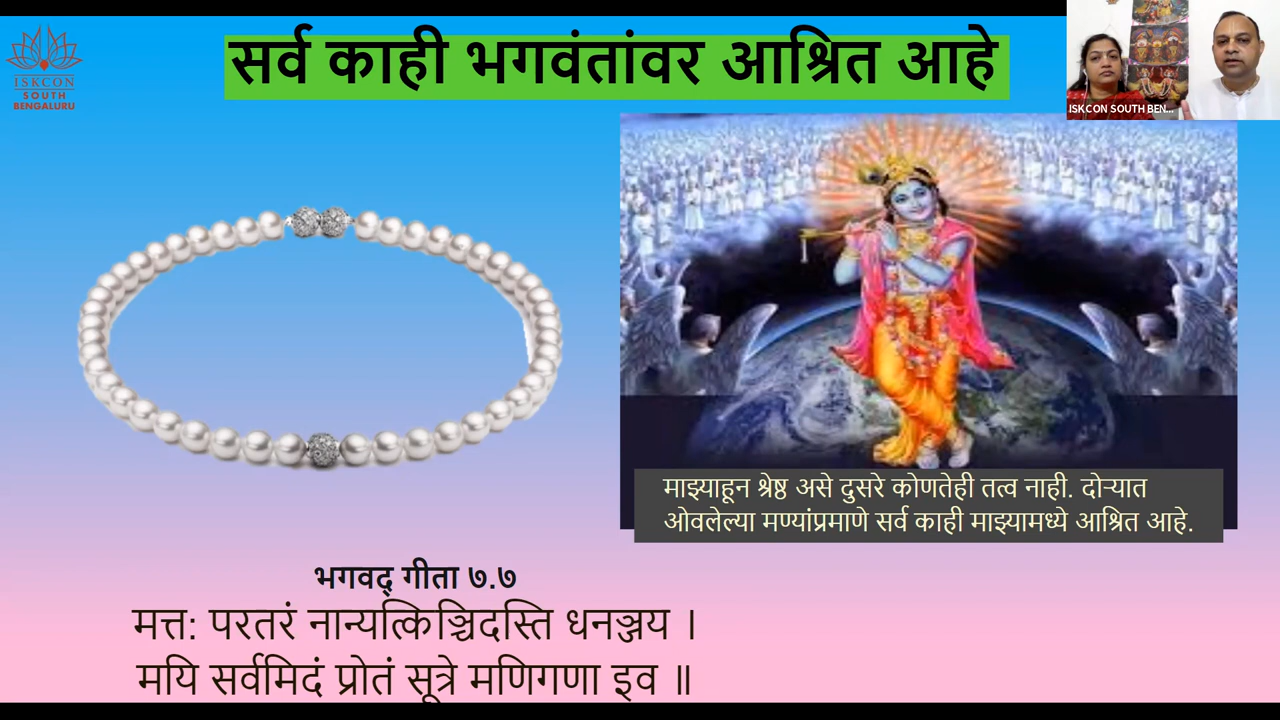 ISKCON
SOUTH
BENGALURU
सर्व काही भगवंतांवर आश्रित आहे
ISKCON SOUTH BEN...
माझ्याहून श्रेष्ठ असे दुसरे कोणतेही तत्व नाही. दोऱ्यात
ओवलेल्या मण्यांप्रमाणे सर्व काही माझ्यामध्ये आश्रित आहे.
भगवद् गीता ७.७
मत्त: परतरं नान्यत्किञ्चिदस्ति धनञ्जय ।
मयि सर्वमिदं प्रोतं सूत्रे मणिगणा इव ॥